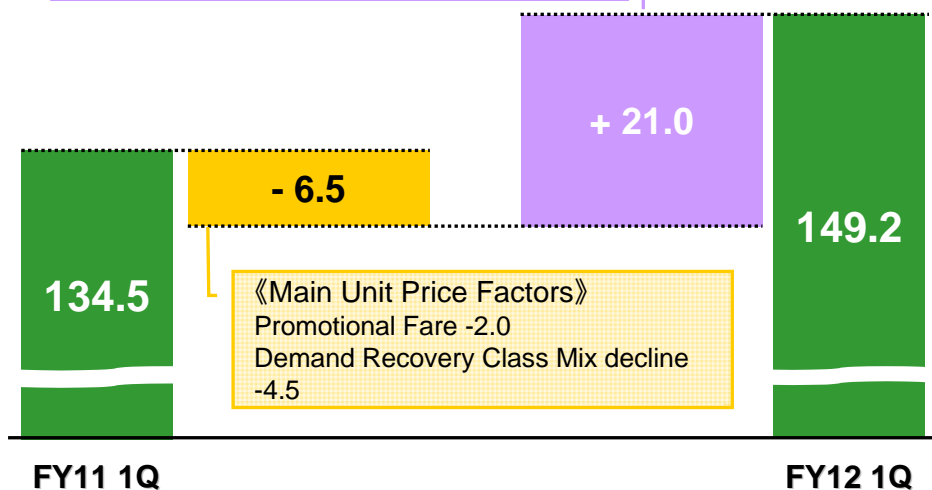 + 21.0
- 6.5
149.2
134.5
《Main Unit Price Factors》
Promotional Fare -2.0
Demand Recovery Class Mix decline
-4.5
FY11 1Q
FY12 1Q